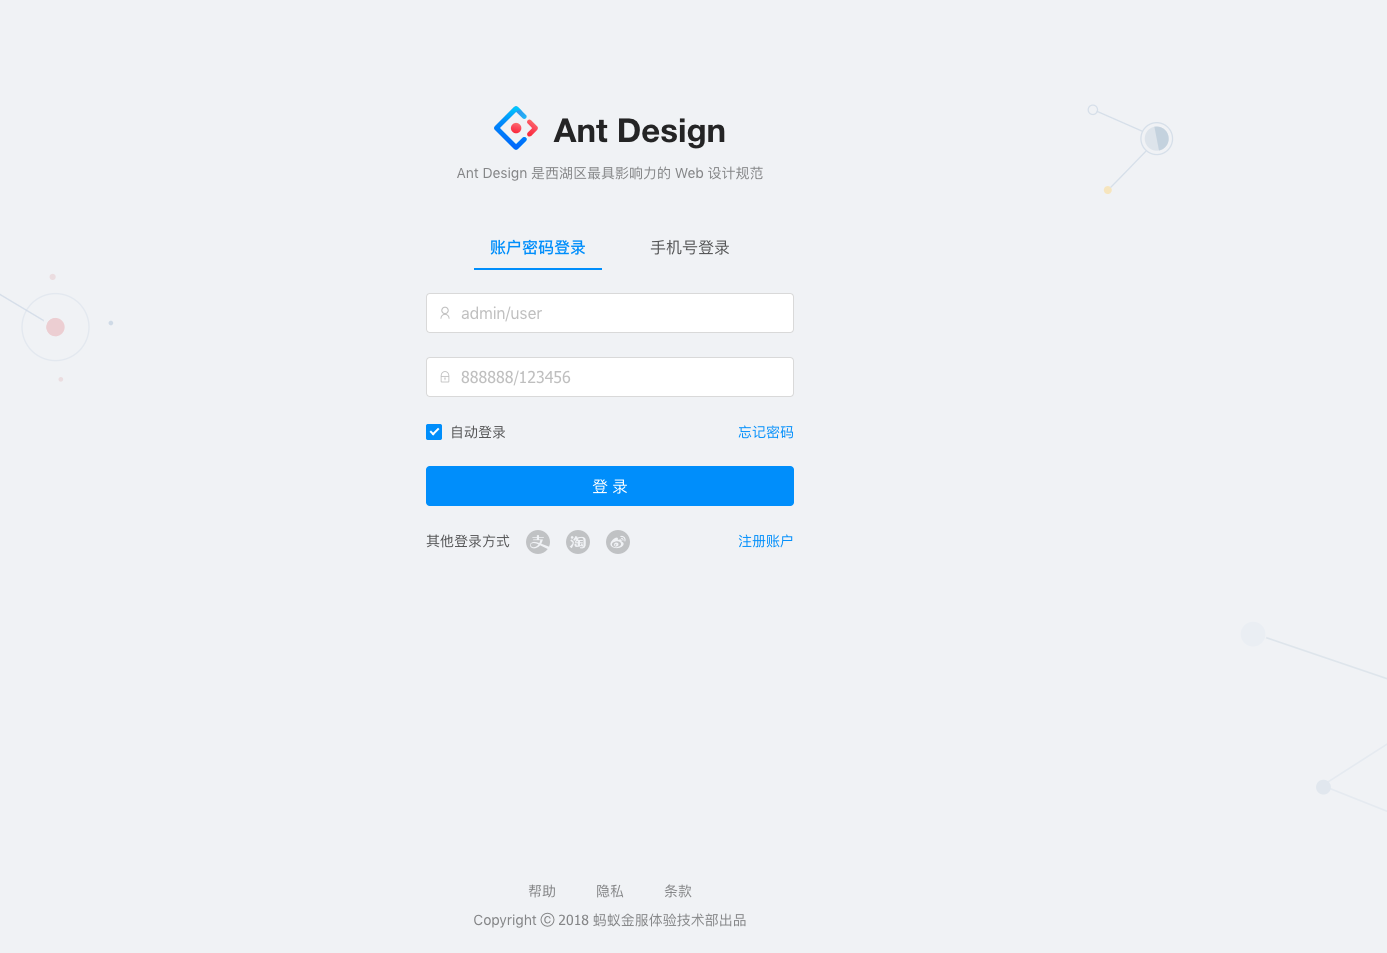 Ant Design
Ant Design 是西湖区最具影响力的 Web 设计规范
账户密码登录 手机号登录
admin/user
888888/123456
自动登录 忘记密码
登 录
其他登录方式 支 淘 注册账户
帮助 隐私 条款
Copyright © 2018 蚂蚁金服体验技术部出品